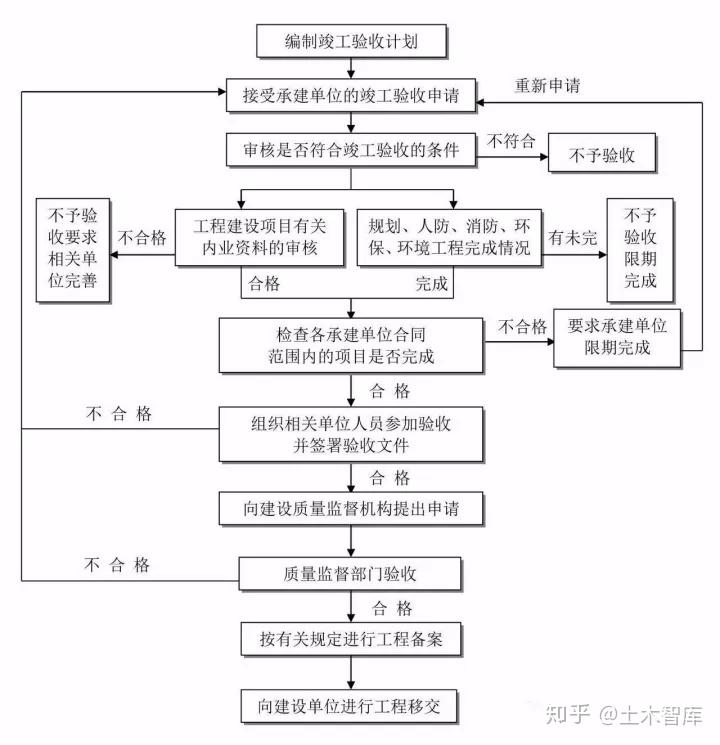 编制竣工验收计划
重新申请
接受承建单位的竣工验收申请
不符合
审核是否符合竣工验收的条件
不予验收
不予验
收要求
相关单
位完善
不合格
工程建设项目有关
内业资料的审核
规划、人防、消防、环
保、环境工程完成情况
有未完
不予
验收
限期
完成
合格
完成
检查各承建单位合同
范围内的项目是否完成
不合格
要求承建单位
限期完成
合 格
不 合 格
组织相关单位人员参加验收
并签署验收文件
合 格
向建设质量监督机构提出申请
不 合 格
质量监督部门验收
合 格
按有关规定进行工程备案
向建设单位进行工程移交
知乎 @土木智库